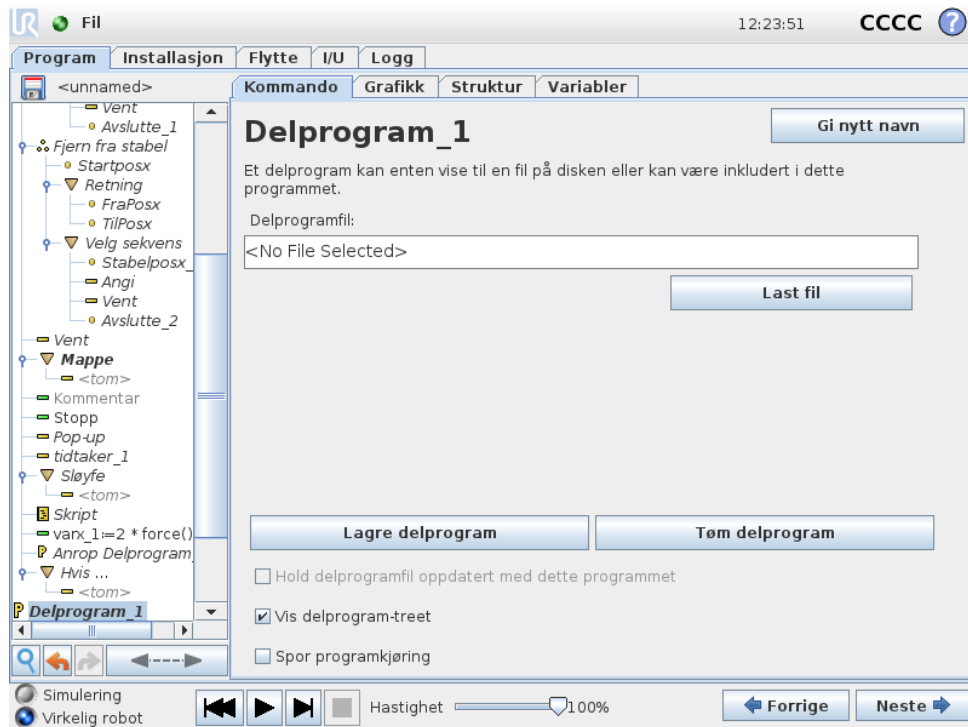 UR
Fil
12:23:51
CCCC
?
Program
Installasjon
Flytte
I/U
Logg
<unnamed>
Vent
Avslutte_1
Fjern fra stabel
Startposx
Retning
FraPosx
TilPosx
Velg sekvens
Stabelposx_
Angi
Vent
Avslutte_2
Vent
Mappe
<tom>
Kommentar
Stopp
Pop-up
tidtaker_1
Sløyfe
<tom>
Skript
varx_1:=2 * force()
Anrop Delprogram_
Hvis ...
<tom>
Delprogram_1
Kommando
Grafikk
Struktur
Variabler
Delprogram_1
Gi nytt navn
Et delprogram kan enten vise til en fil på disken eller kan være inkludert i dette
programmet.
Delprogramfil:
<No File Selected>
Last fil
Lagre delprogram
Tøm delprogram
Hold delprogramfil oppdatert med dette programmet
Vis delprogram-treet
Spor programkjøring
Simulering
Virkelig robot
Hastighet
100%
Forrige
Neste